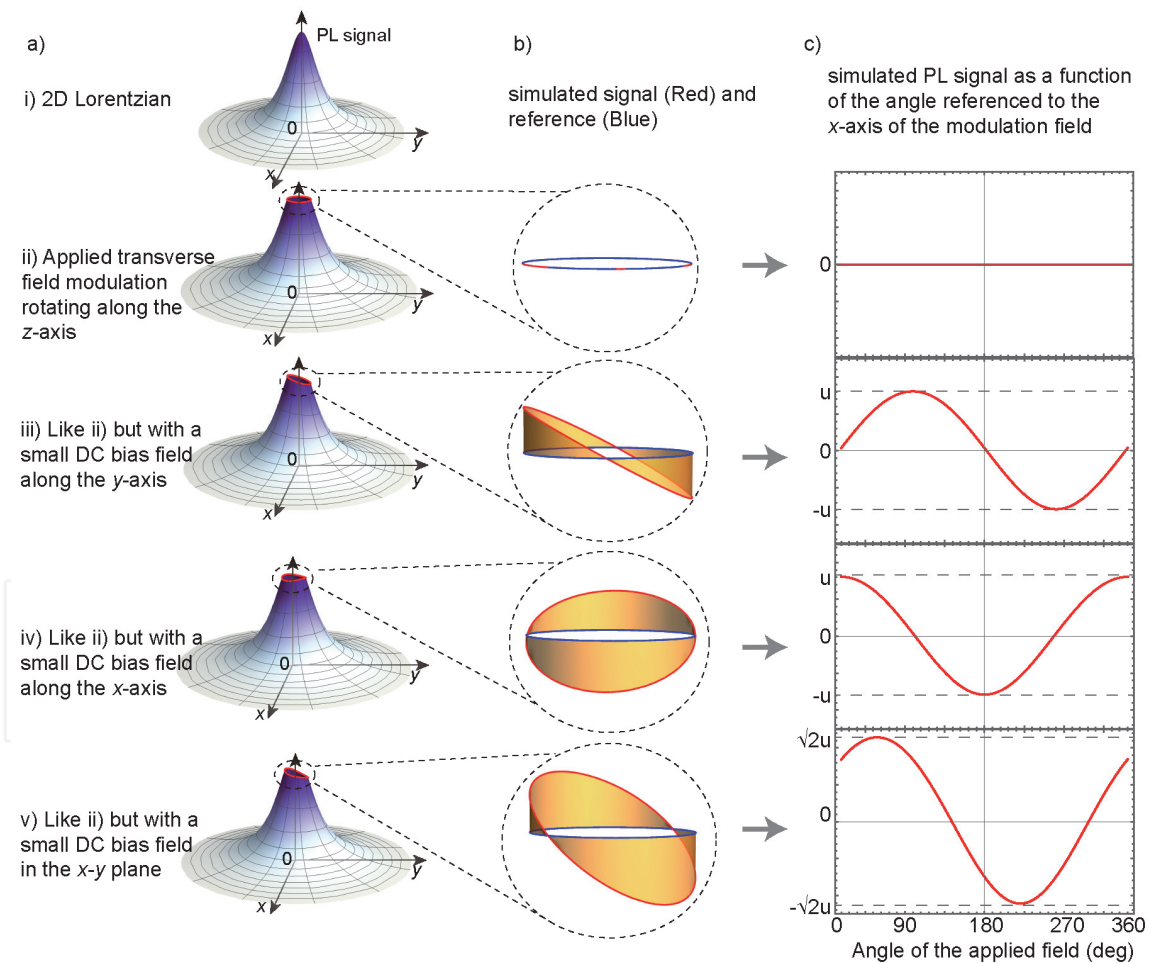 a)
PL signal
i) 2D Lorentzian
0
y
x
ii) Applied transverse
field modulation
rotating along the
z-axis
0
y
x
iii) Like ii) but with a
small DC bias field
along the y-axis
0
y
x
iv) Like ii) but with a
small DC bias field
along the x-axis
0
y
x
v) Like ii) but with a
small DC bias field
in the x-y plane
0
y
x
b)
simulated signal (Red) and
reference (Blue)
c)
simulated PL signal as a function
of the angle referenced to the
x-axis of the modulation field
0
u
0
-u
u
0
-u
√2u
0
-√2u
0 90 180 270 360
Angle of the applied field (deg)